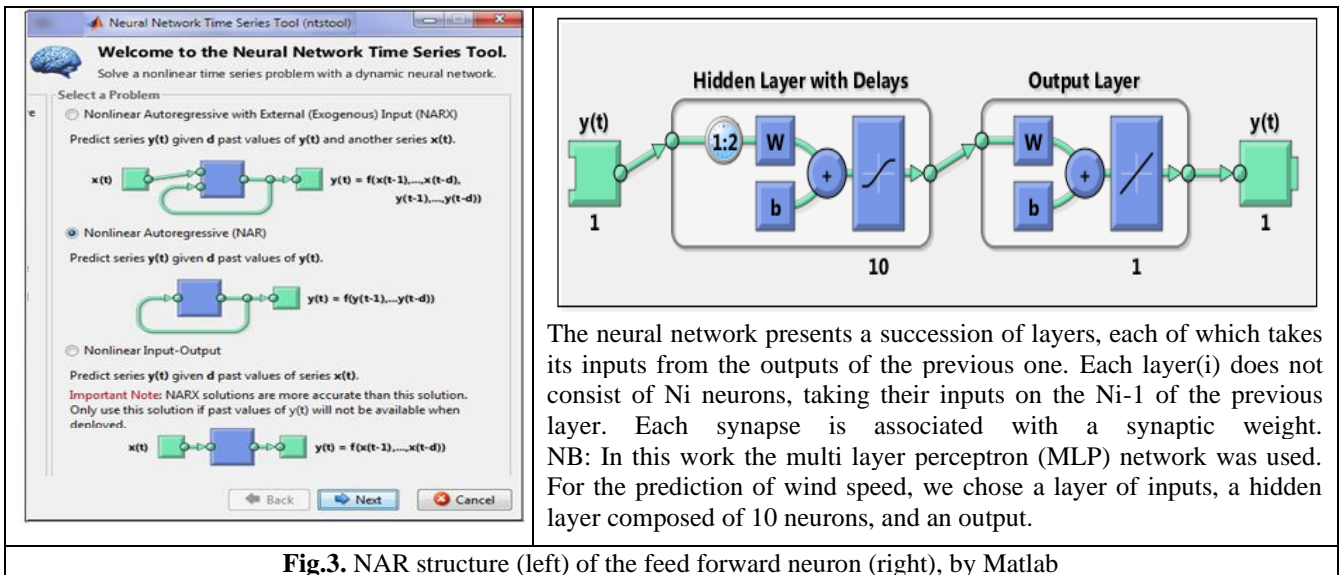 Neural Network Time Series Tool (ntstool)
Welcome to the Neural Network Time Series Tool.
Solve a nonlinear time series problem with a dynamic neural network.
Select a Problem
Nonlinear Autoregressive with External (Exogenous) Input (NARX)
Predict series y(t) given d past values of y(t) and another series x(t).
x(t)
y(t) = f(x(t-1),...,x(t-d),
y(t-1),...,y(t-d))
Nonlinear Autoregressive (NAR)
Predict series y(t) given d past values of y(t).
y(t) = f(y(t-1),...y(t-d))
Nonlinear Input-Output
Predict series y(t) given d past values of series x(t).
Important Note: NARX solutions are more accurate than this solution.
Only use this solution if past values of y(t) will not be available when
deployed.
x(t)
y(t) = f(x(t-1),...,x(t-d))
Back Next Cancel
Hidden Layer with Delays
Output Layer
y(t)
1:2
W
b
+
W
b
+
y(t)
1
10
1
1
The neural network presents a succession of layers, each of which takes
its inputs from the outputs of the previous one. Each layer(i) does not
consist of Ni neurons, taking their inputs on the Ni-1 of the previous
layer. Each synapse is associated with a synaptic weight.
NB: In this work the multi layer perceptron (MLP) network was used.
For the prediction of wind speed, we chose a layer of inputs, a hidden
layer composed of 10 neurons, and an output.
Fig.3. NAR structure (left) of the feed forward neuron (right), by Matlab